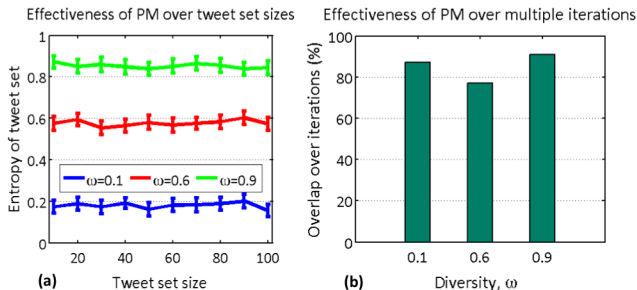 Effectiveness of PM over tweet set sizes
Entropy of tweet set
1
0.8
0.6
0.4
0.2
0
ω=0.1 ω=0.6 ω=0.9
20 40 60 80 100
(a) Tweet set size
Effectiveness of PM over multiple iterations
Overlap over iterations (%)
100
80
60
40
20
0
0.1 0.6 0.9
(b) Diversity, ω